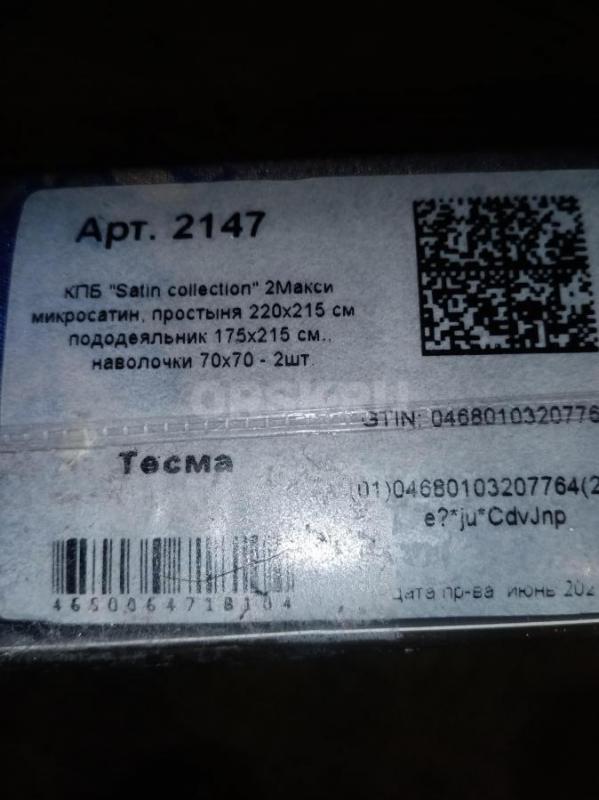 Арт. 2147
КПБ "Satin collection" 2Макси
микросатин, простыня 220х215 см
пододеяльник 175х215 см..
наволочки 70х70 - 2шт.
GTIN: 0468010320776
Тесма
(01)04680103207764(2
e?*ju*CdvJnp
4650064718104
дата пр-ва июнь 202